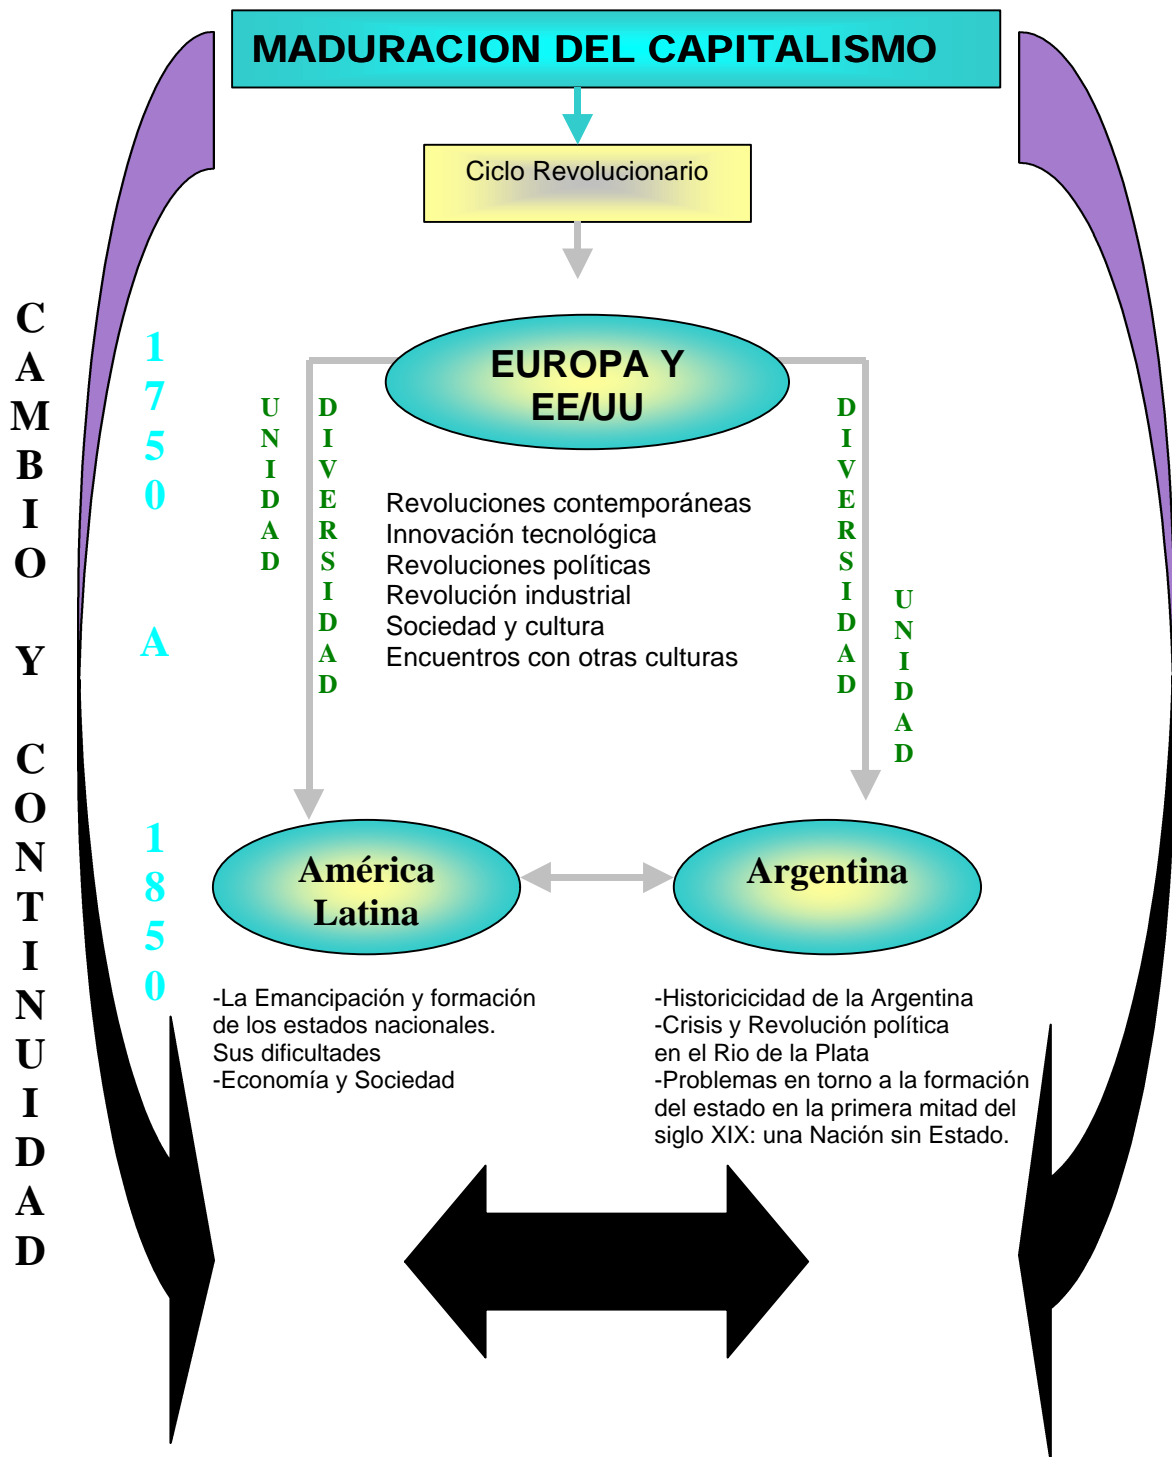 MADURACION DEL CAPITALISMO
Ciclo Revolucionario
CAMBIO Y CONTINUIDAD
1750 A 1850
EUROPA Y
EE/UU
UNIDAD
DIVERSIDAD
DIVERSIDAD
UNIDAD
Revoluciones contemporáneas
Innovación tecnológica
Revoluciones políticas
Revolución industrial
Sociedad y cultura
Encuentros con otras culturas
América
Latina
Argentina
-La Emancipación y formación
de los estados nacionales.
Sus dificultades
-Economía y Sociedad
-Historicicidad de la Argentina
-Crisis y Revolución política
en el Rio de la Plata
-Problemas en torno a la formación
del estado en la primera mitad del
siglo XIX: una Nación sin Estado.